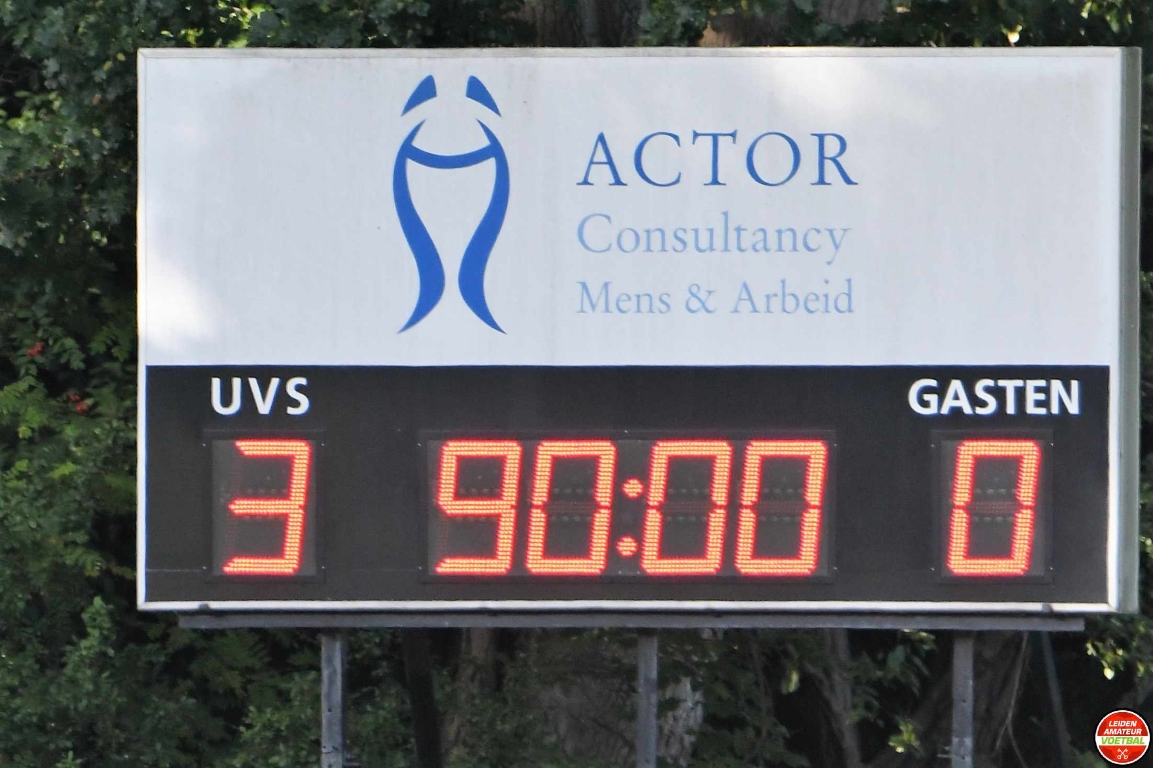 ACTOR
Consultancy
Mens & Arbeid
UVS GASTEN
3 90:00 0
LEIDEN
AMATEUR
VOETBAL